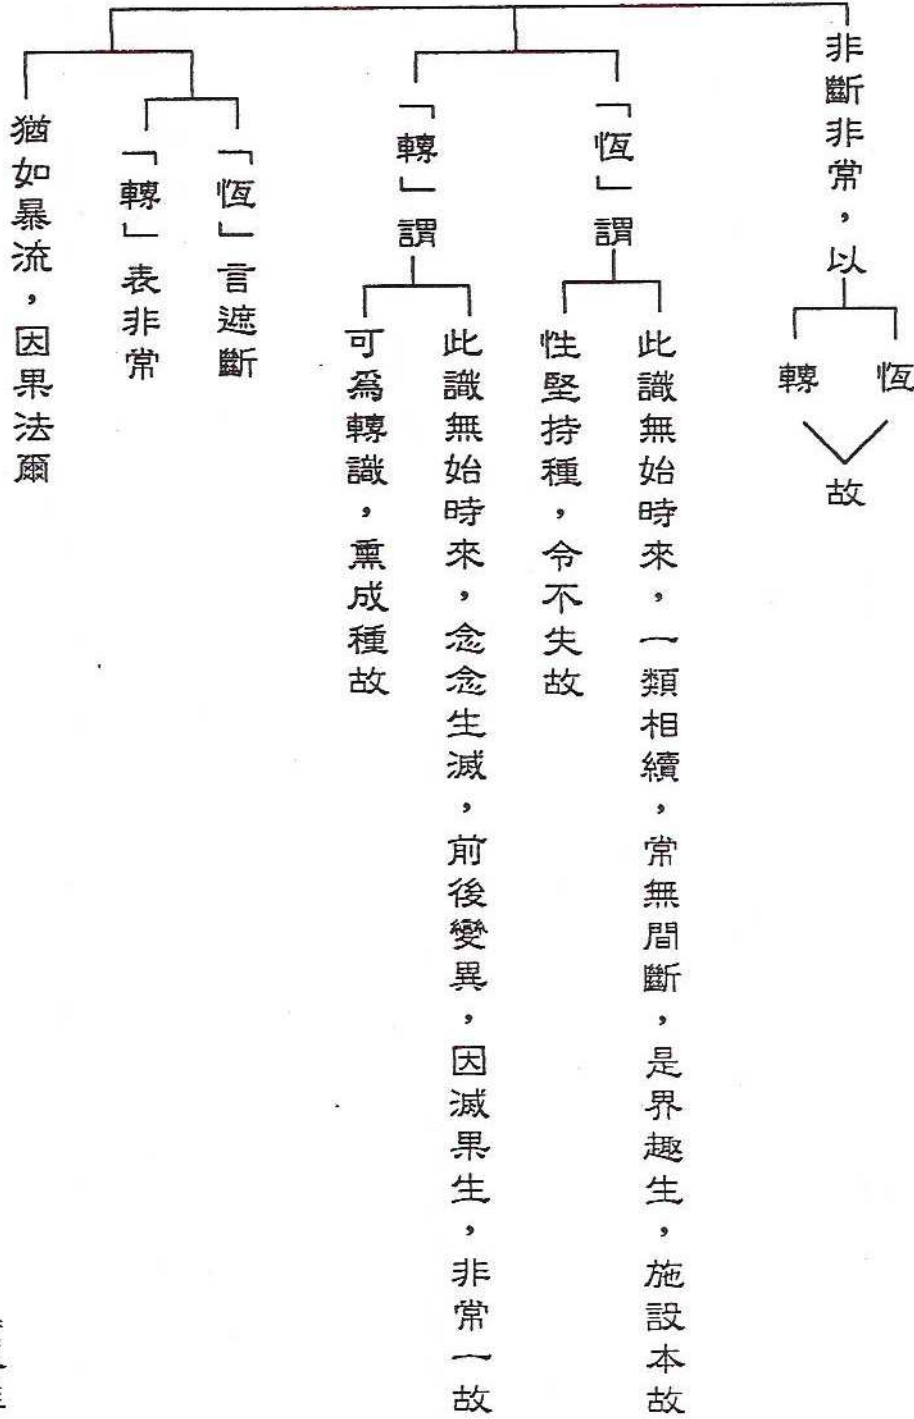 非斷非常，以
恆
轉
故
「恆」謂
此識無始時來，一類相續，常無間斷，是界趣生，施設本故
性堅持種，令不失故
「轉」謂
此識無始時來，念念生滅，前後變異，因滅果生，非常一故
可為轉識，熏成種故
「恆」言遮斷
「轉」表非常
猶如暴流，因果法爾